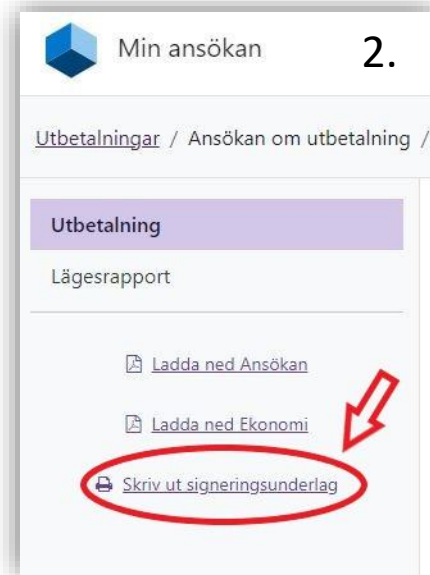 Min ansökan 2.
Utbetalningar / Ansökan om utbetalning /
Utbetalning
Lägesrapport
Ladda ned Ansökan
Ladda ned Ekonomi
Skriv ut signeringsunderlag